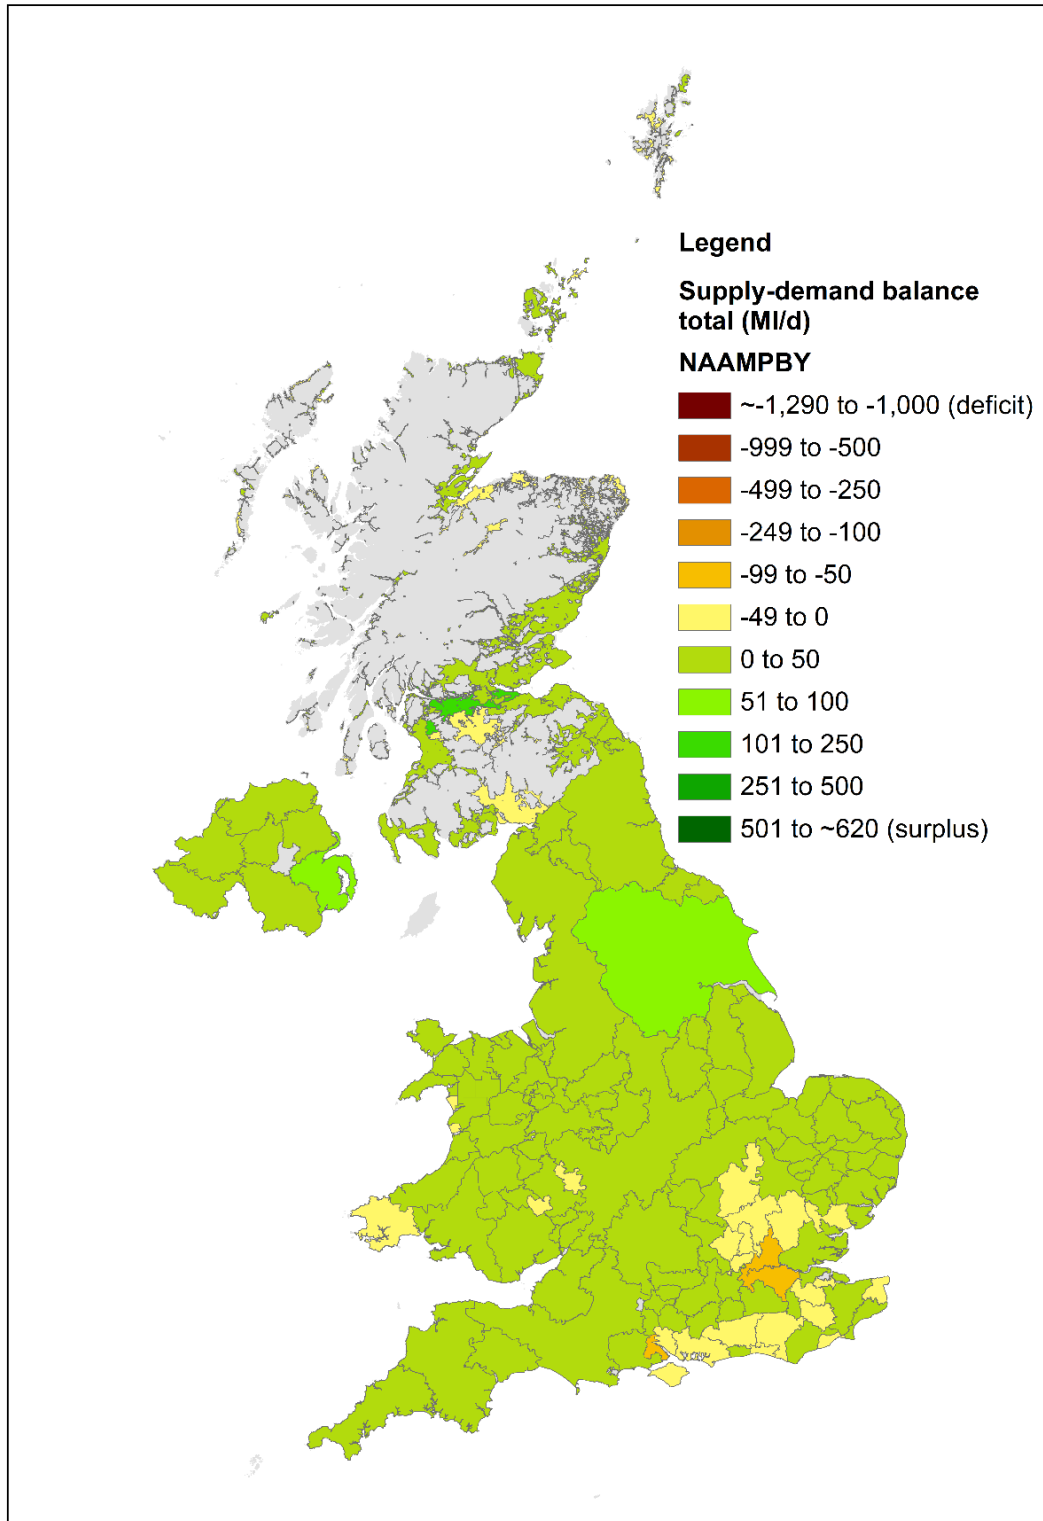 Legend
Supply-demand balance
total (Ml/d)
NAAMPBY
~-1,290 to -1,000 (deficit)
-999 to -500
-499 to -250
-249 to -100
-99 to -50
-49 to 0
0 to 50
51 to 100
101 to 250
251 to 500
501 to ~620 (surplus)